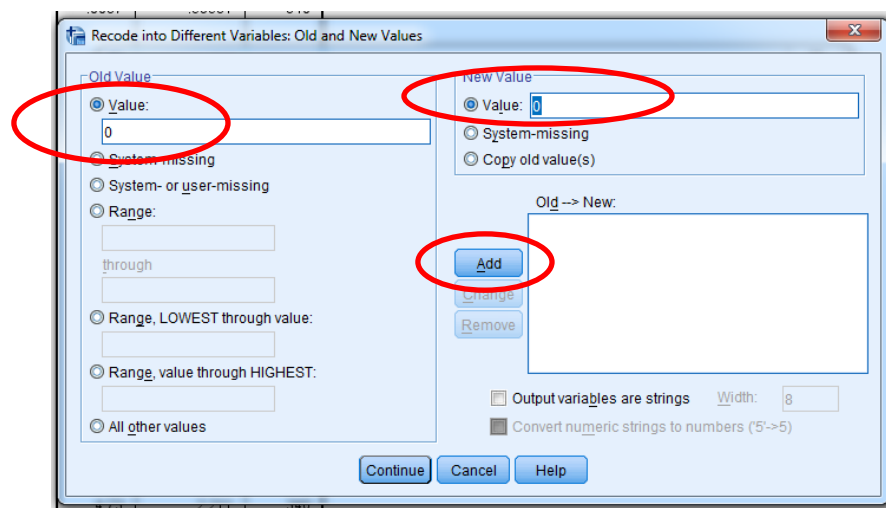 Recode into Different Variables: Old and New Values
Old Value
Value:
0
System-missing
System- or user-missing
Range:
through
Range, LOWEST through value:
Range, value through HIGHEST:
All other values
New Value
Value: 0
System-missing
Copy old value(s)
Old --> New:
Add
Change
Remove
Output variables are strings Width: 8
Convert numeric strings to numbers ('5'->5)
Continue Cancel Help